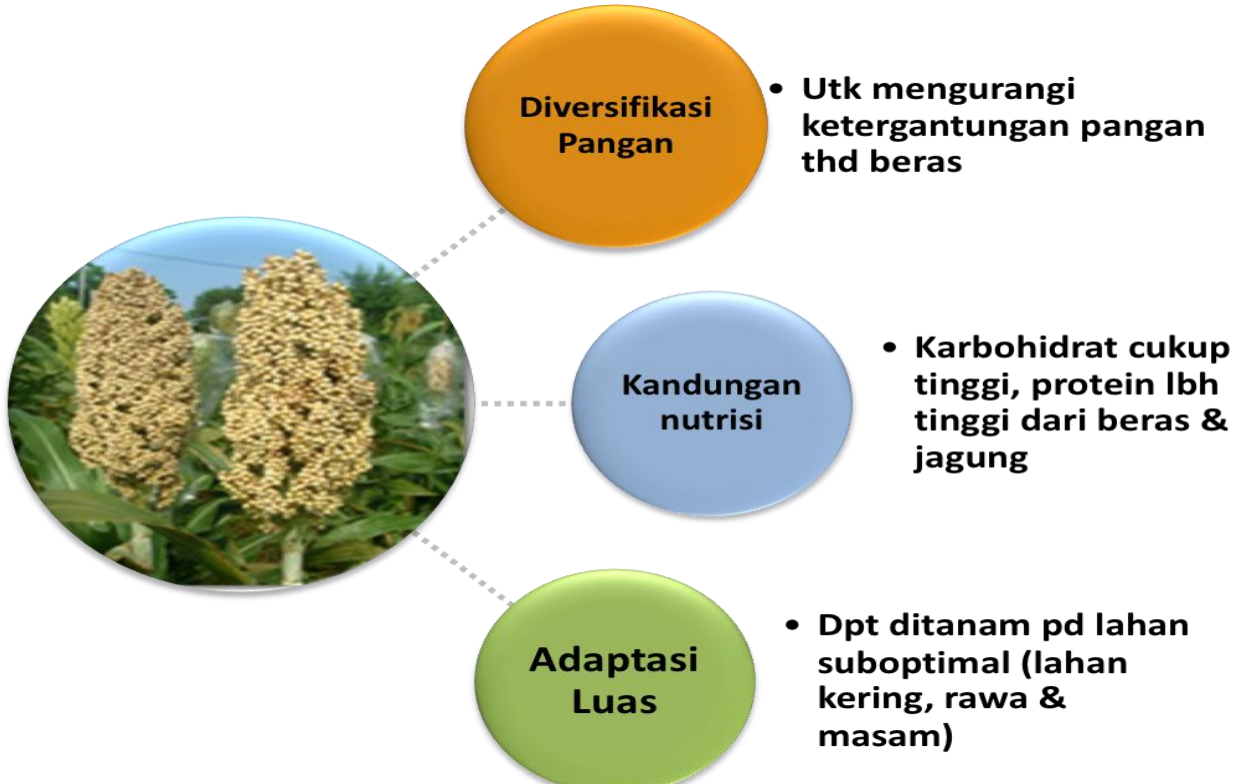 Diversifikasi
Pangan
• Utk mengurangi
ketergantungan pangan
thd beras
Kandungan
nutrisi
• Karbohidrat cukup
tinggi, protein lbh
tinggi dari beras &
jagung
Adaptasi
Luas
• Dpt ditanam pd lahan
suboptimal (lahan
kering, rawa &
masam)